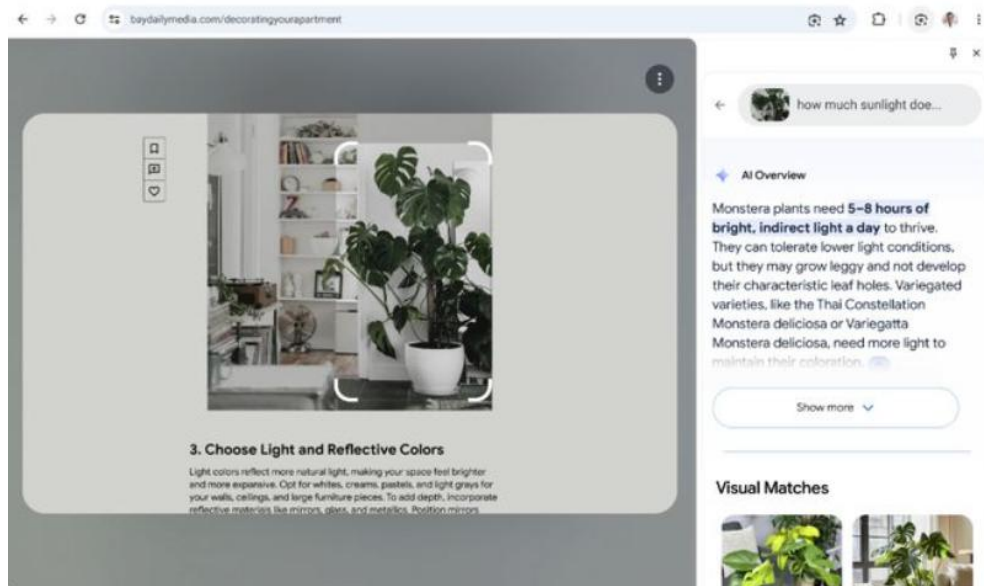 baydailymedia.com/decoratingyourapartment
how much sunlight doe...
AI Overview
Monstera plants need 5–8 hours of
bright, indirect light a day to thrive.
They can tolerate lower light conditions,
but they may grow leggy and not develop
their characteristic leaf holes. Variegated
varieties, like the Thai Constellation
Monstera deliciosa or Variegatta
Monstera deliciosa, need more light to
maintain their coloration.
Show more
Visual Matches
3. Choose Light and Reflective Colors
Light colors reflect more natural light, making your space feel brighter
and more expansive. Opt for whites, creams, pastels, and light grays for
your walls, ceilings, and large furniture pieces. To add depth, incorporate
reflective materials like mirrors, glass, and metallics. Position mirrors